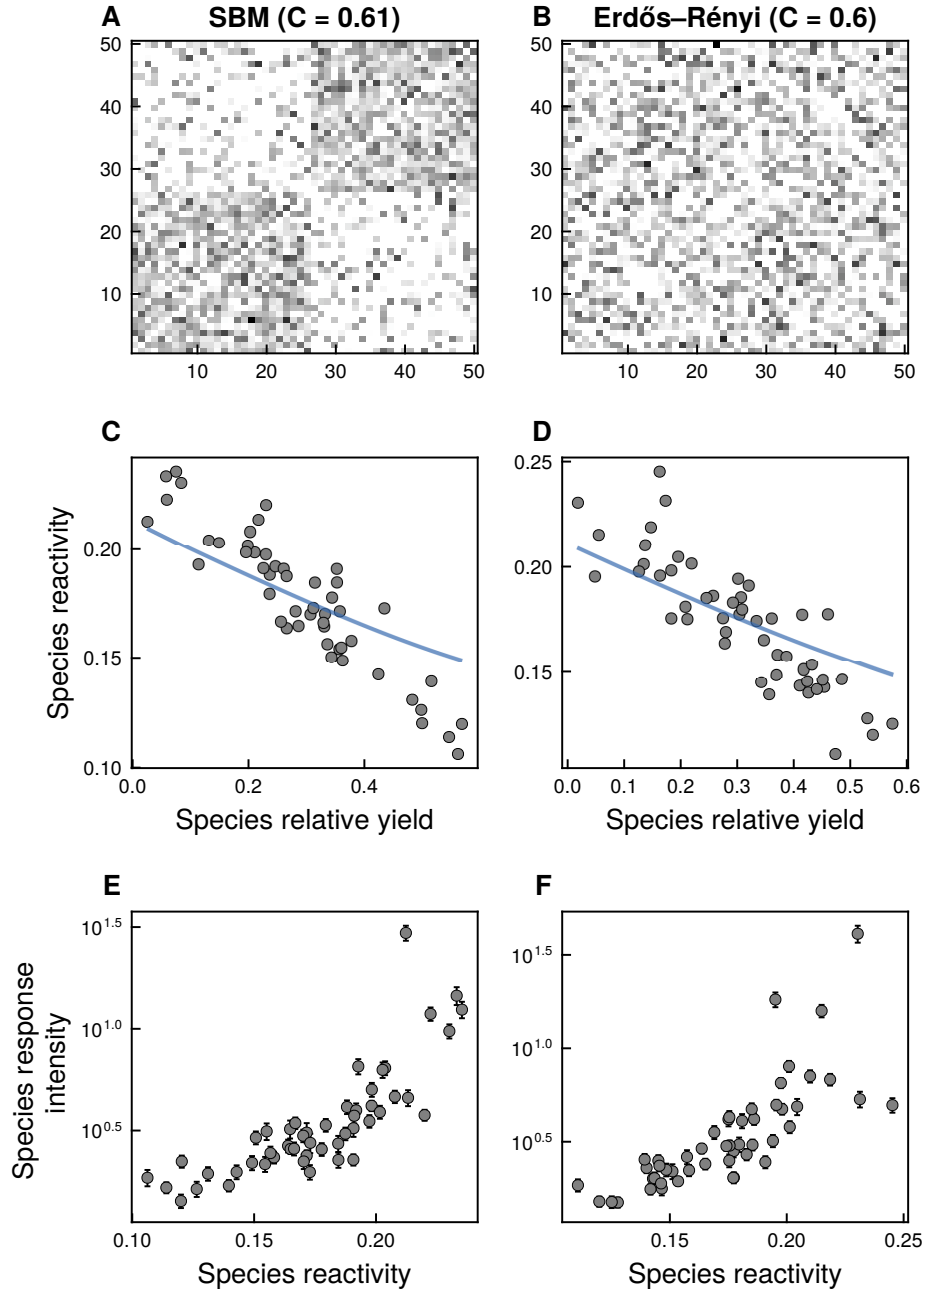 A SBM (C = 0.61)
50
40
30
20
10
10 20 30 40 50
B Erdős–Rényi (C = 0.6)
50
40
30
20
10
10 20 30 40 50
C
Species reactivity
0.20
0.15
0.10
0.0 0.2 0.4
Species relative yield
D
0.25
0.20
0.15
0.0 0.1 0.2 0.3 0.4 0.5 0.6
Species relative yield
E
Species response
intensity
10^1.5
10^1.0
10^0.5
0.10 0.15 0.20
Species reactivity
F
10^1.5
10^1.0
10^0.5
0.15 0.20 0.25
Species reactivity